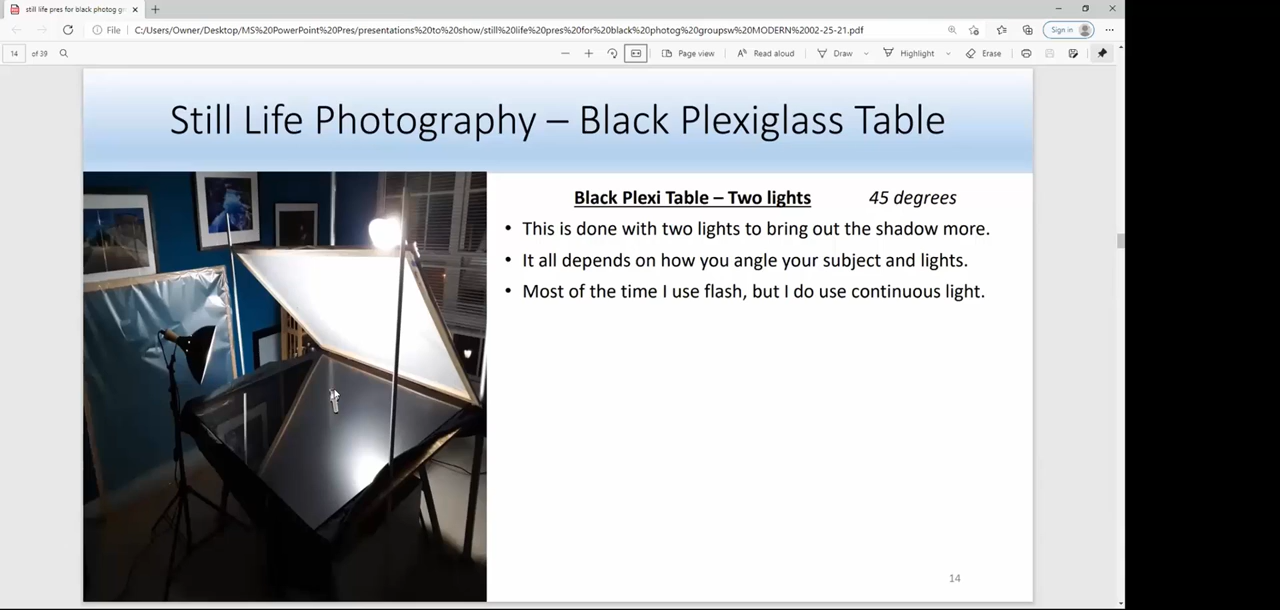 still life pres for black photog gr
File
C:/Users/Owner/Desktop/MS%20PowerPoint%20Pres/presentations%20to%20show/still%20life%20pres%20for%20black%20photog%20groupsw%20MODERN%2002-25-21.pdf
Sign in
14 of 39
Page view
Read aloud
Draw
Highlight
Erase
Still Life Photography – Black Plexiglass Table
Black Plexi Table – Two lights 45 degrees
• This is done with two lights to bring out the shadow more.
• It all depends on how you angle your subject and lights.
• Most of the time I use flash, but I do use continuous light.
14